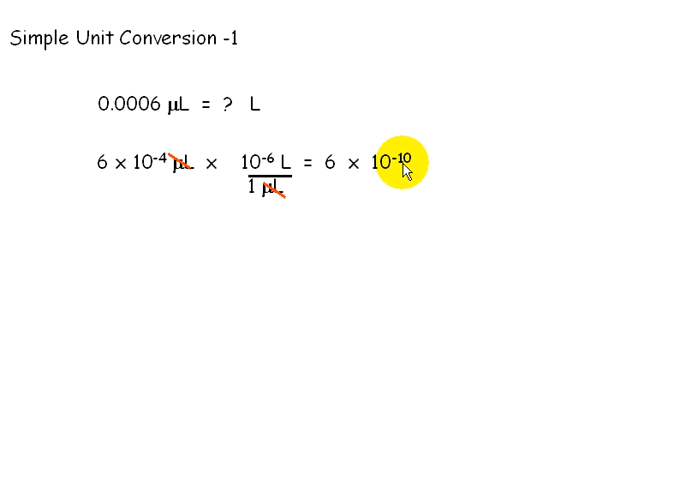 Simple Unit Conversion -1
0.0006 µL = ? L
6 x 10⁻⁴ µL x 10⁻⁶ L = 6 x 10⁻¹⁰
1 µL